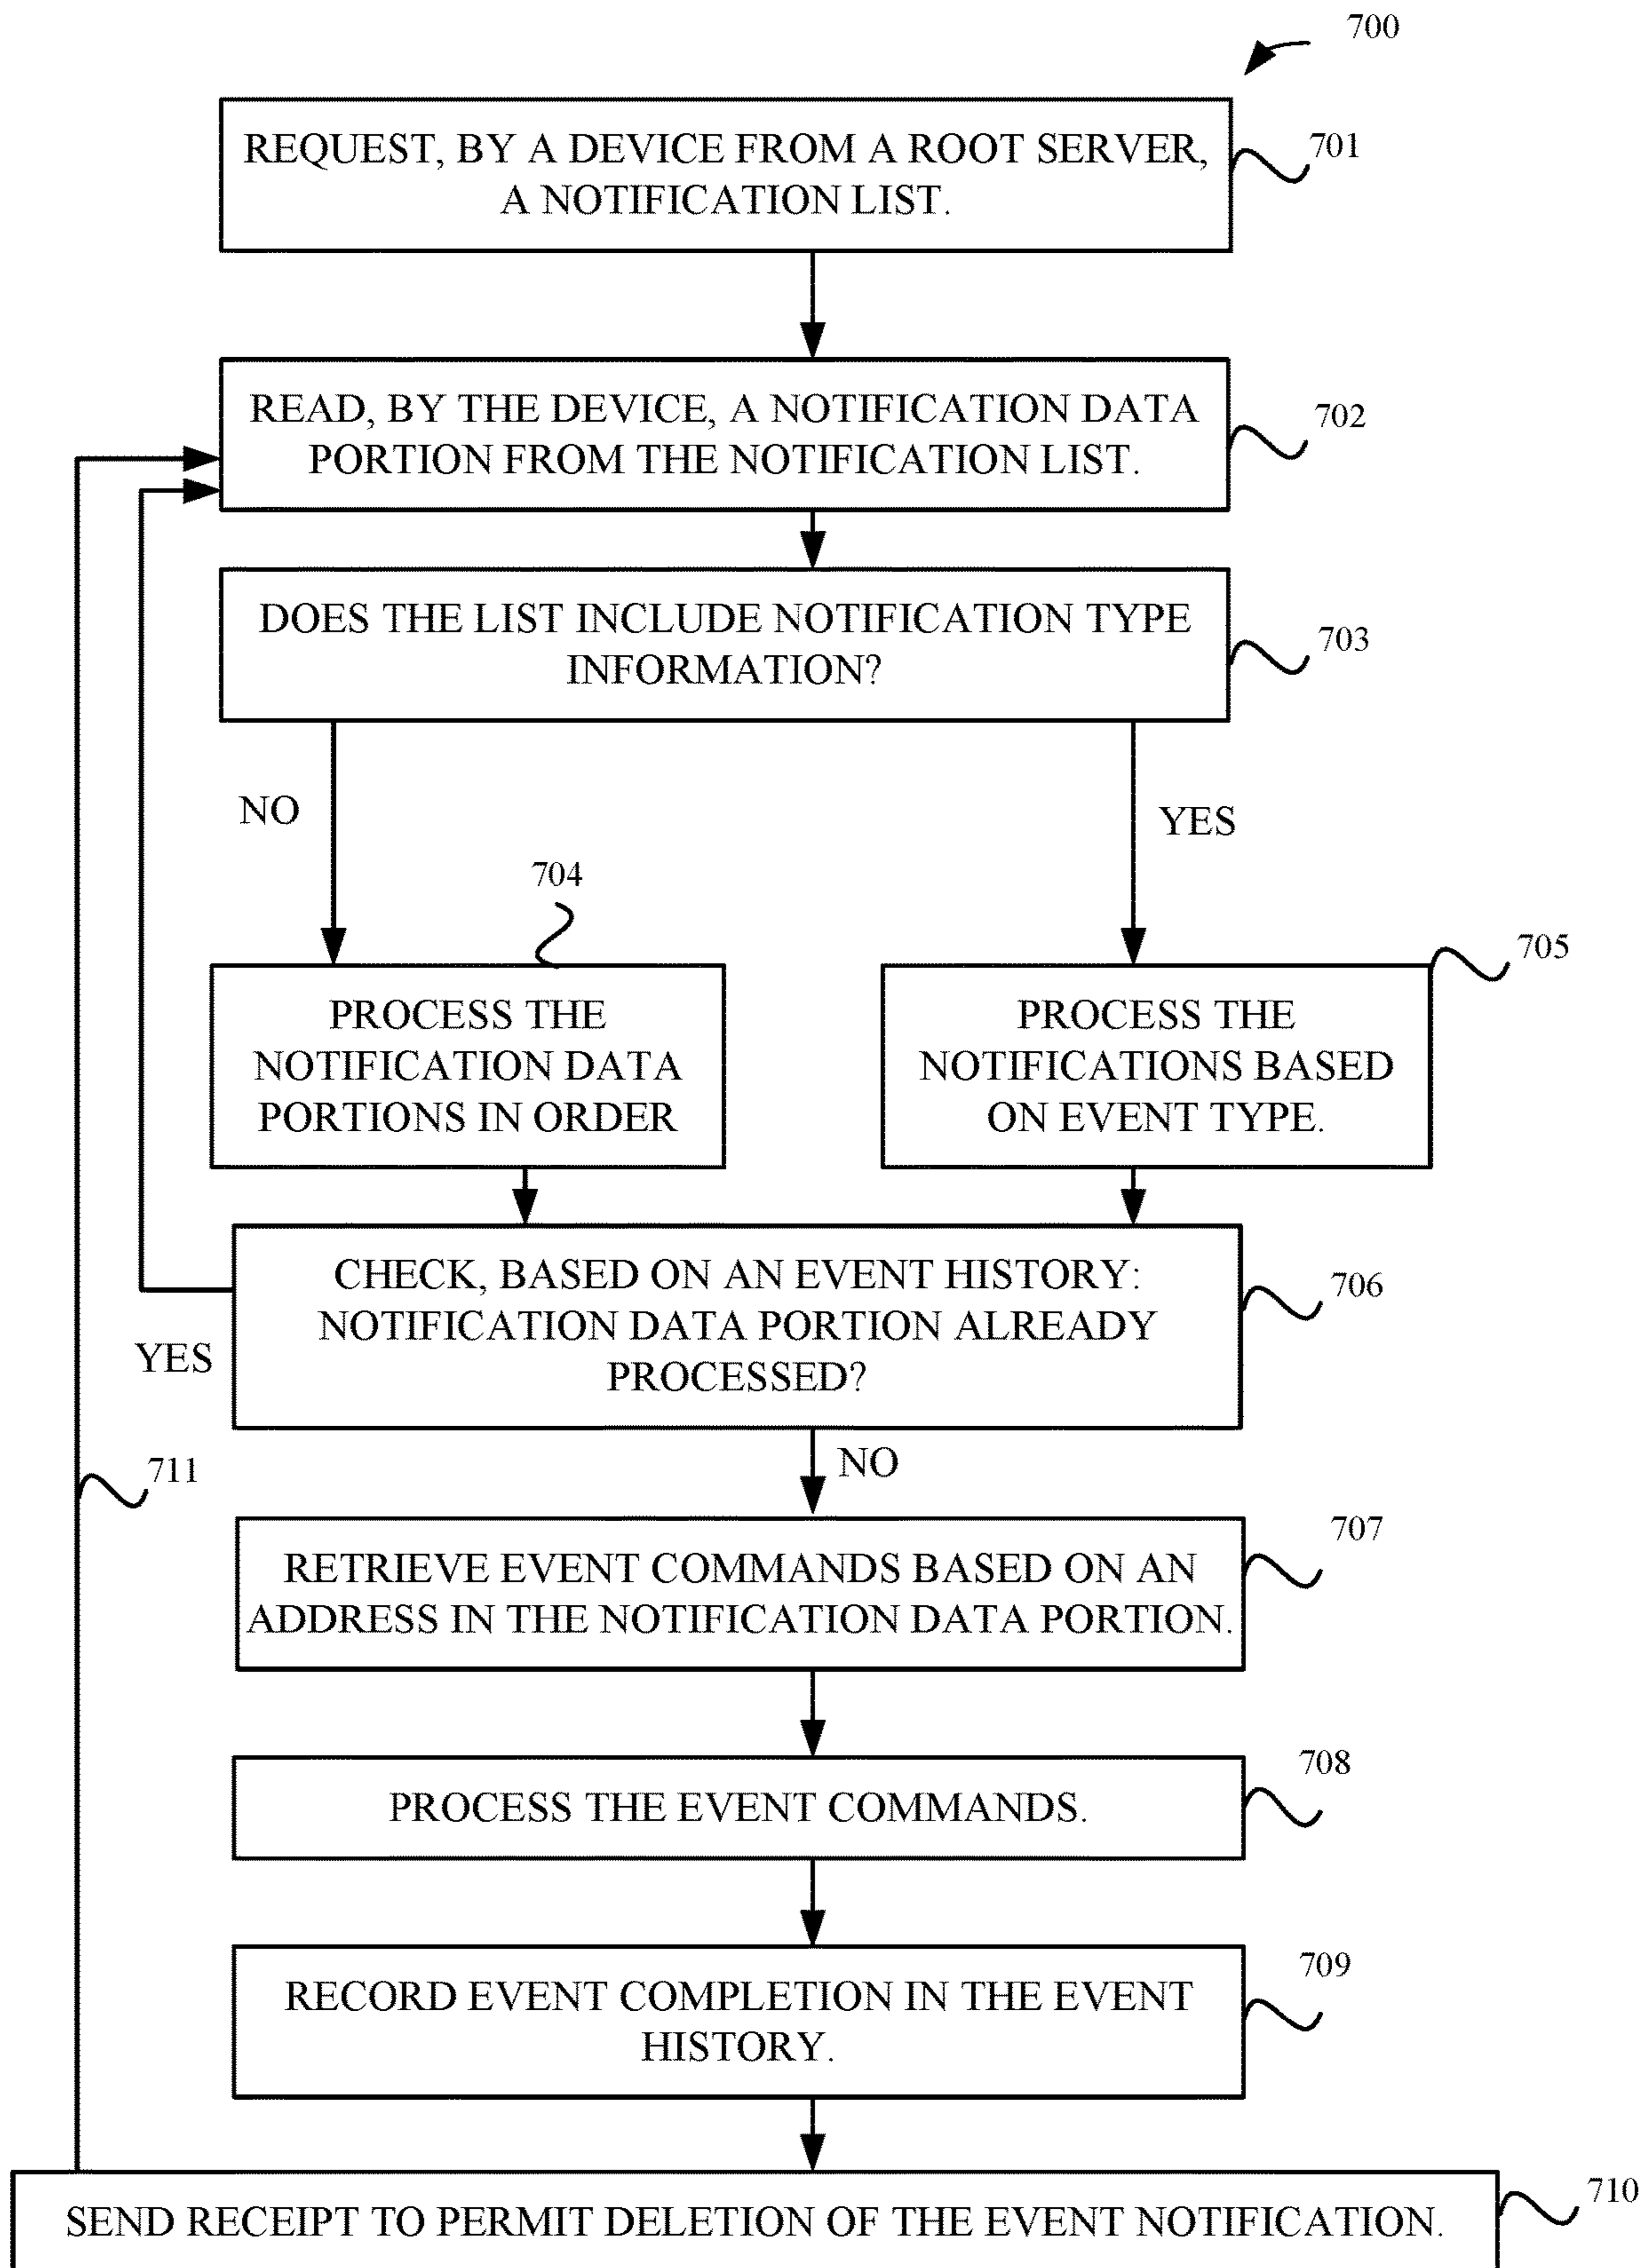 700
REQUEST, BY A DEVICE FROM A ROOT SERVER,
A NOTIFICATION LIST.
701
READ, BY THE DEVICE, A NOTIFICATION DATA
PORTION FROM THE NOTIFICATION LIST.
702
DOES THE LIST INCLUDE NOTIFICATION TYPE
INFORMATION?
703
NO
YES
704
PROCESS THE
NOTIFICATION DATA
PORTIONS IN ORDER
705
PROCESS THE
NOTIFICATIONS BASED
ON EVENT TYPE.
CHECK, BASED ON AN EVENT HISTORY:
NOTIFICATION DATA PORTION ALREADY
PROCESSED?
706
YES
NO
711
RETRIEVE EVENT COMMANDS BASED ON AN
ADDRESS IN THE NOTIFICATION DATA PORTION.
707
PROCESS THE EVENT COMMANDS.
708
RECORD EVENT COMPLETION IN THE EVENT
HISTORY.
709
SEND RECEIPT TO PERMIT DELETION OF THE EVENT NOTIFICATION.
710